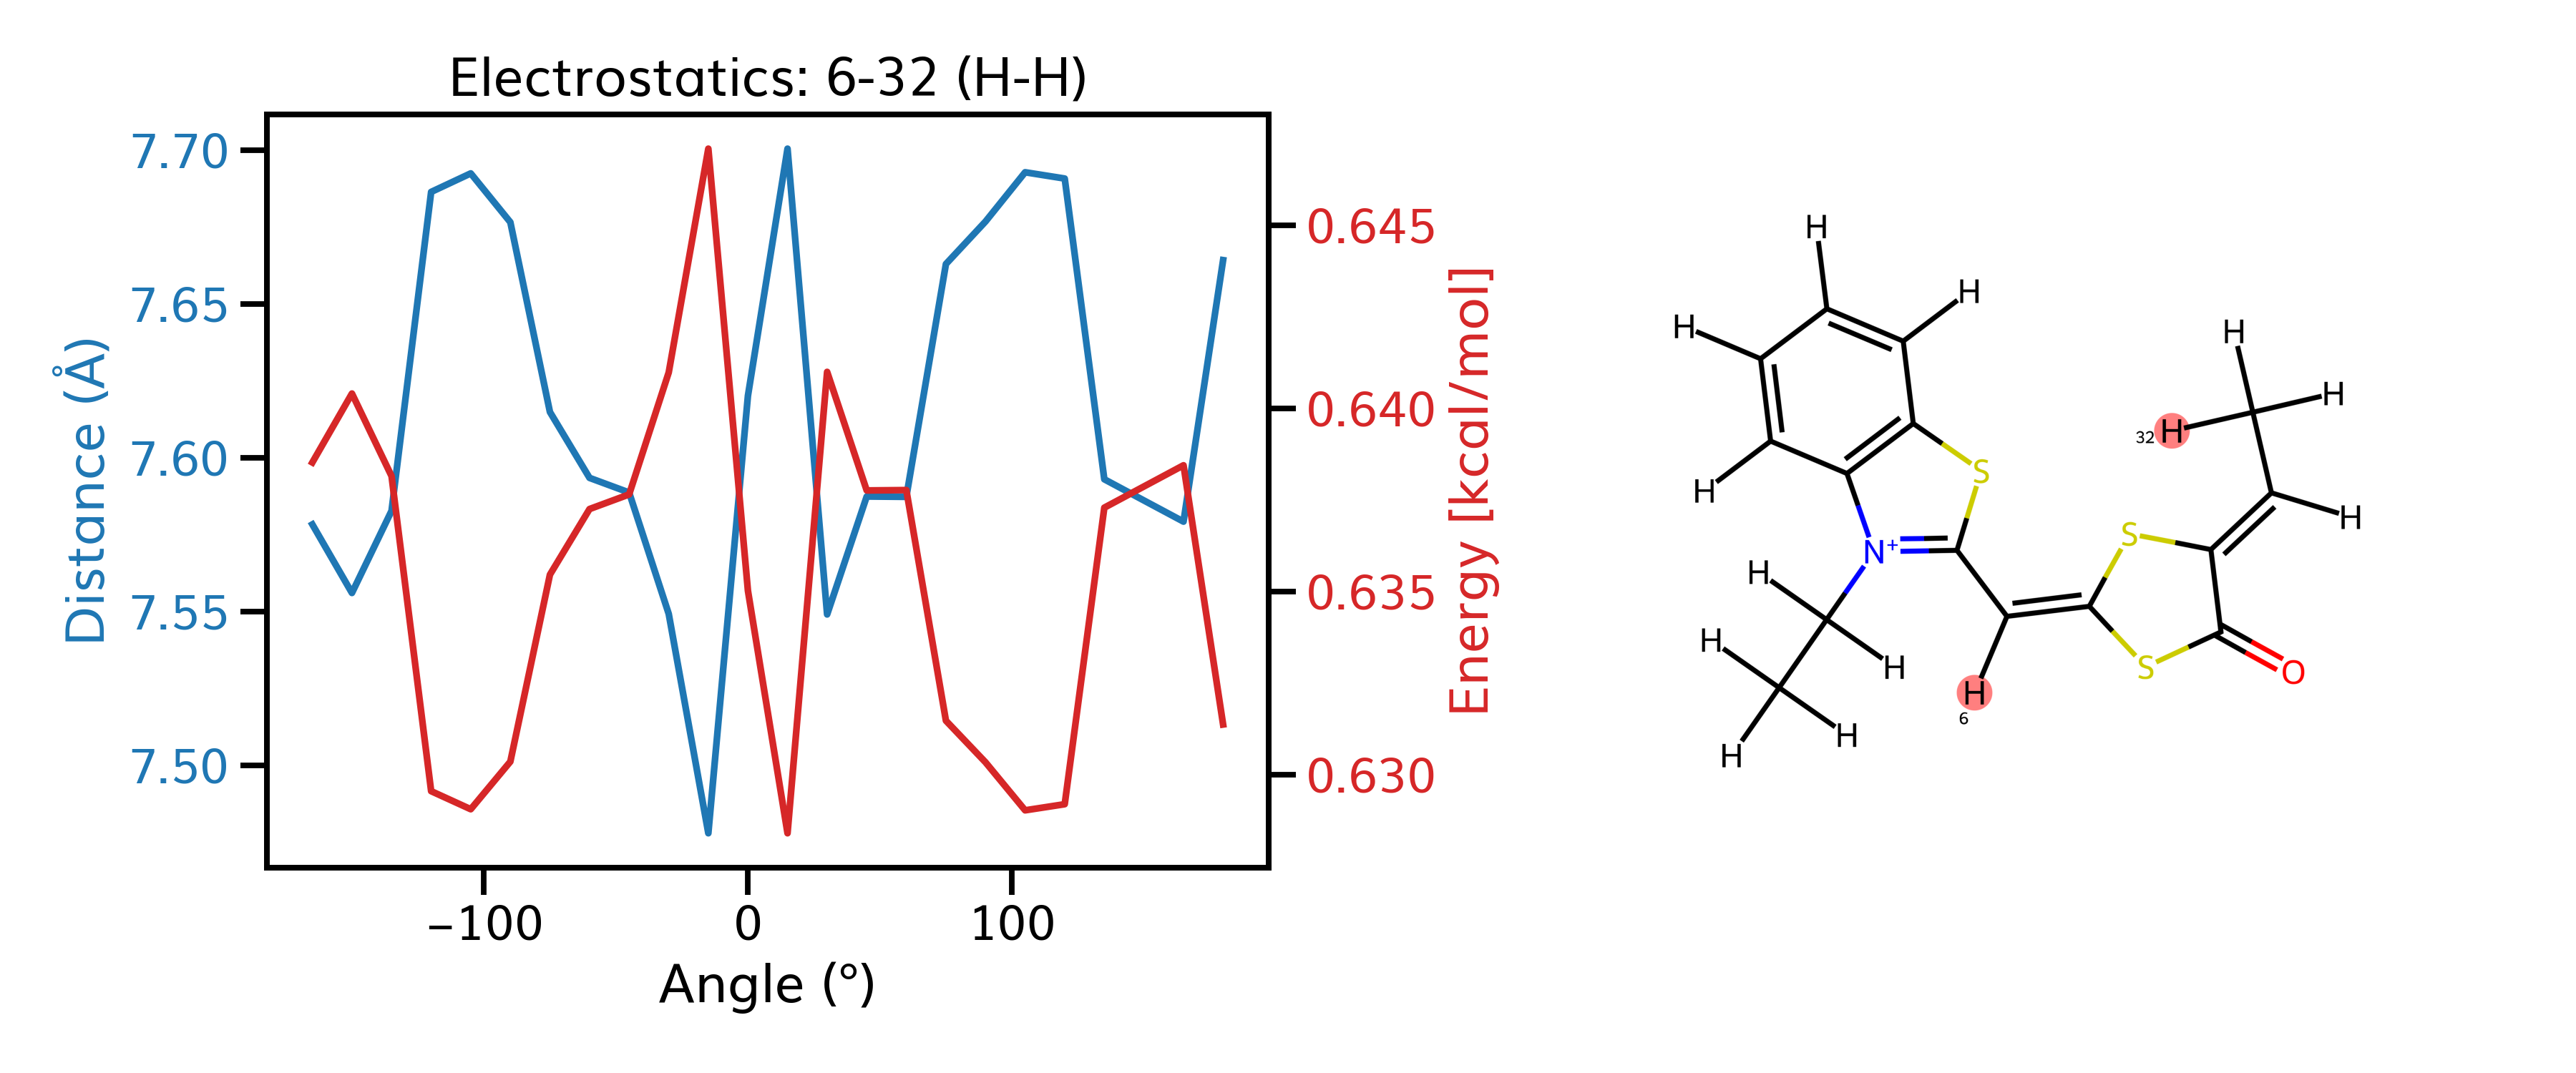 Electrostatics: 6-32 (H-H)
7.70
7.65
7.60
7.55
7.50
Distance (Å)
0.645
0.640
0.635
0.630
Energy [kcal/mol]
−100
0
100
Angle (°)
H
H
H
H
S
N+
H
H
H
H
H
H
6
S
S
O
H
H
H
32 H